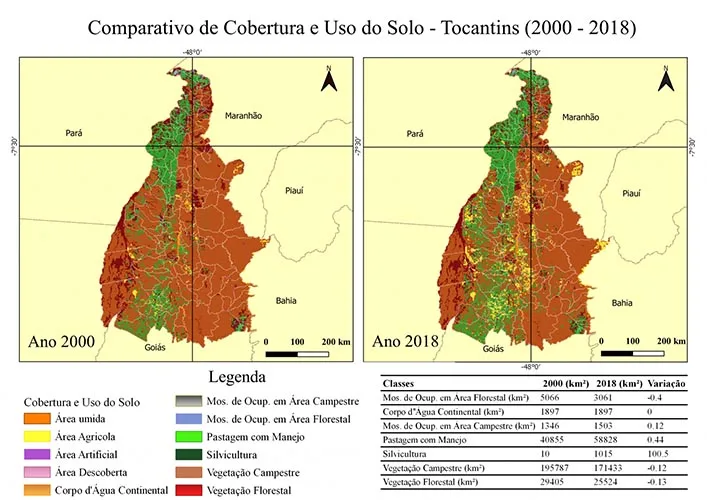 Comparativo de Cobertura e Uso do Solo - Tocantins (2000 - 2018)
-48°0'
N
Maranhão
Pará
-7°30'
Piauí
Bahia
Goiás
Ano 2000
0 100 200 km
N
Maranhão
Pará
-7°30'
Piauí
Bahia
Goiás
Ano 2018
0 100 200 km
-48°0'
Legenda
Cobertura e Uso do Solo
Área umida
Área Agricola
Área Artificial
Área Descoberta
Corpo d'Água Continental
Mos. de Ocup. em Área Campestre
Mos. de Ocup. em Área Florestal
Pastagem com Manejo
Silvicultura
Vegetação Campestre
Vegetação Florestal
Classes 2000 (km²) 2018 (km²) Variação
Mos. de Ocup. em Área Florestal (km²) 5066 3061 -0.4
Corpo d"Água Continental (km²) 1897 1897 0
Mos. de Ocup. em Área Campestre (km²) 1346 1503 0.12
Pastagem com Manejo 40855 58828 0.44
Silvicultura 10 1015 100.5
Vegetação Campestre (km²) 195787 171433 -0.12
Vegetação Florestal (km²) 29405 25524 -0.13